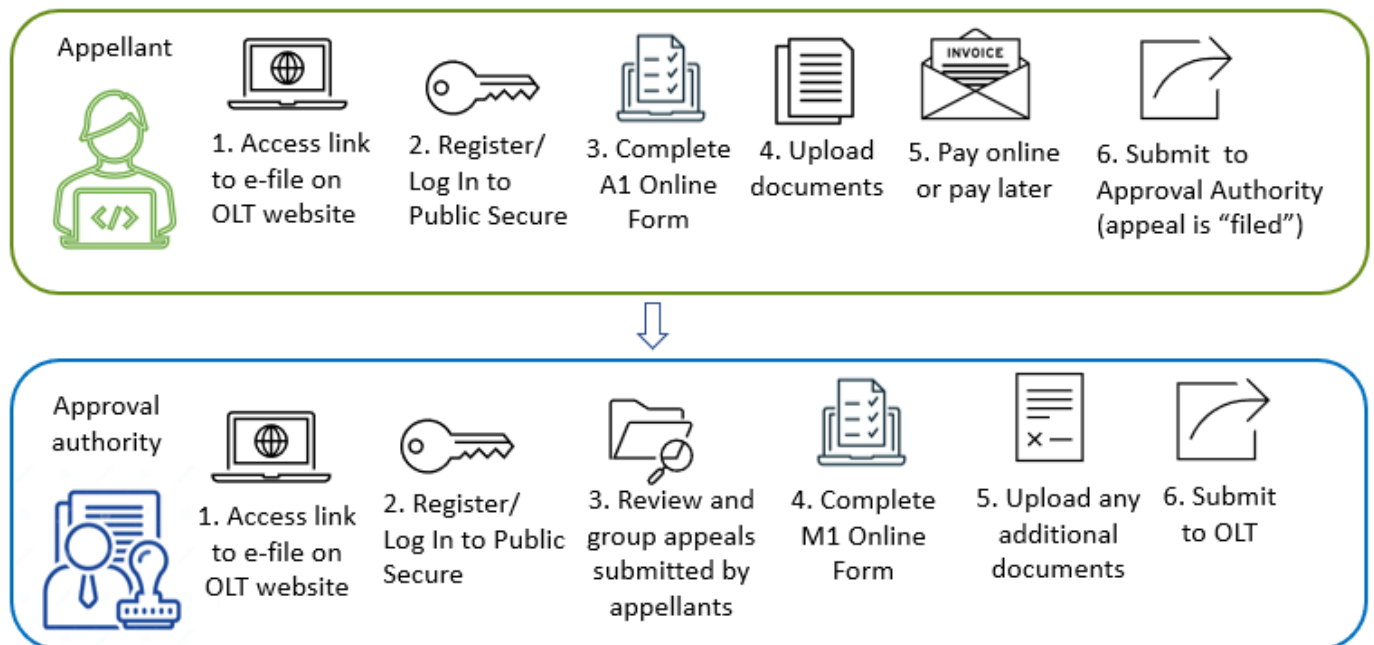 Appellant
1. Access link
to e-file on
OLT website
2. Register/
Log In to
Public Secure
3. Complete
A1 Online
Form
4. Upload
documents
INVOICE
5. Pay online
or pay later
6. Submit to
Approval Authority
(appeal is “filed”)
Approval
authority
1. Access link
to e-file on
OLT website
2. Register/
Log In to Public
Secure
3. Review and
group appeals
submitted by
appellants
4. Complete
M1 Online
Form
5. Upload any
additional
documents
6. Submit
to OLT